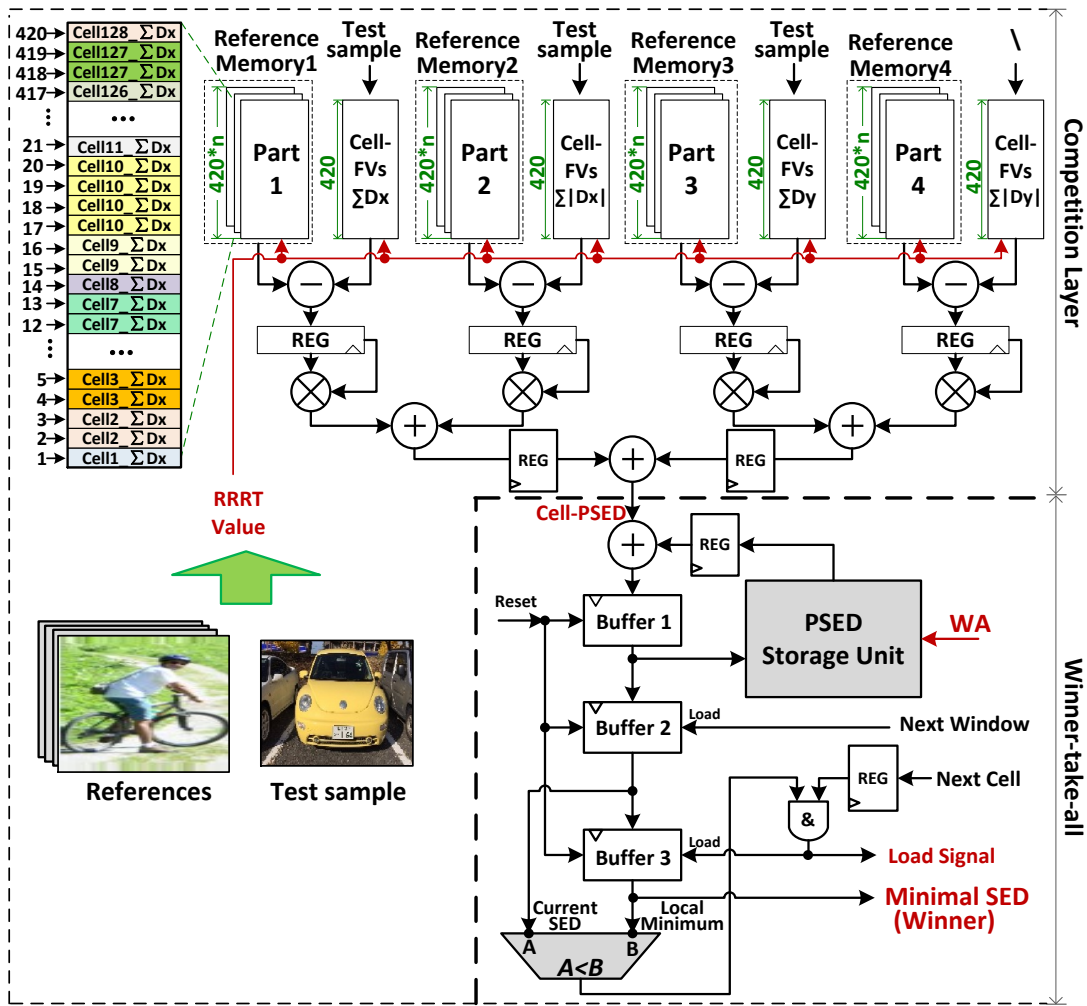 420 Cell128_∑Dx
419 Cell127_∑Dx
418 Cell127_∑Dx
417 Cell126_∑Dx
... ...
21 Cell11_∑Dx
20 Cell10_∑Dx
19 Cell10_∑Dx
18 Cell10_∑Dx
17 Cell10_∑Dx
16 Cell9_∑Dx
15 Cell9_∑Dx
14 Cell8_∑Dx
13 Cell7_∑Dx
12 Cell7_∑Dx
... ...
5 Cell3_∑Dx
4 Cell3_∑Dx
3 Cell2_∑Dx
2 Cell2_∑Dx
1 Cell1_∑Dx
Reference
Memory1
420*n
Part
1
Test
sample
420
Cell-
FVs
∑Dx
Reference
Memory2
420*n
Part
2
Test
sample
420
Cell-
FVs
∑|Dx|
Reference
Memory3
420*n
Part
3
Test
sample
420
Cell-
FVs
∑Dy
Reference
Memory4
420*n
Part
4
\
420
Cell-
FVs
∑|Dy|
Competition Layer
− − − −
REG REG REG REG
× × × ×
+ +
REG + REG
RRRT
Value
Cell-PSED
+ REG
Reset
Buffer 1
PSED
Storage Unit
WA
Buffer 2
Load
Next Window
REG
Next Cell
&
Buffer 3
Load
Load Signal
Minimal SED
(Winner)
Current
SED
Local
Minimum
A B
A<B
Winner-take-all
References
Test sample